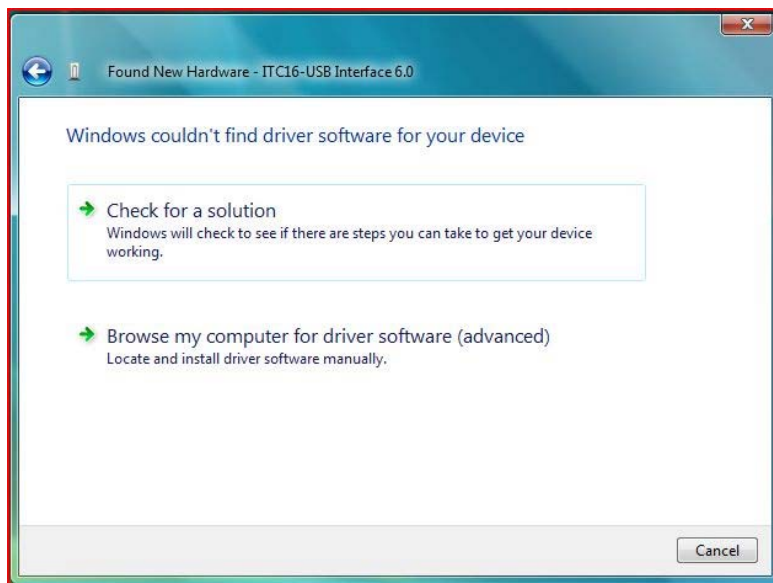 Found New Hardware - ITC16-USB Interface 6.0
Windows couldn't find driver software for your device
Check for a solution
Windows will check to see if there are steps you can take to get your device
working.
Browse my computer for driver software (advanced)
Locate and install driver software manually.
Cancel